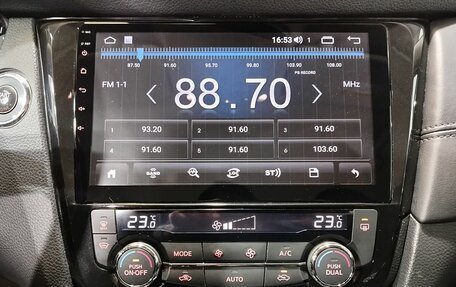 16:53 1
87.50 91.60 95.70 99.80 103.90 108.00
PS:RECORD
FM 1-1 88.70 MHz
1 93.20 2 91.60 3 91.60
4 91.60 5 91.60 6 103.60
BAND ST
23.0°C 23.0°C
MODE A/C
PUSH ON·OFF AUTO PUSH DUAL